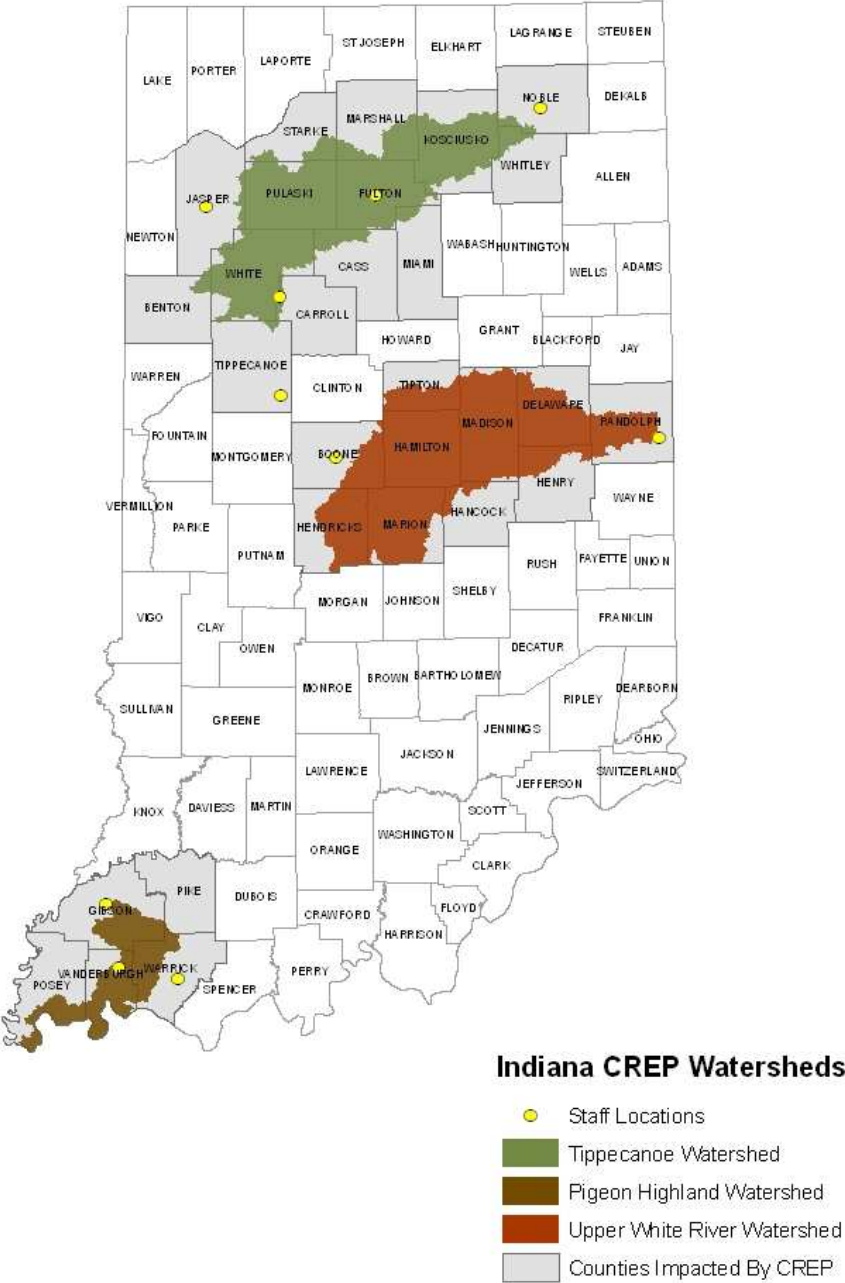 ST JOSEPH
ELKHART
LAGRANGE
STEUBEN
LAKE
PORTER
LAPORTE
NOBLE
DEKALB
STARKE
MARSHALL
KOSCIUSKO
WHITLEY
ALLEN
JASPER
PULASKI
FULTON
NEWTON
WHITE
CASS
MIAMI
WABASH
HUNTINGTON
WELLS
ADAMS
BENTON
CARROLL
HOWARD
GRANT
BLACKFORD
JAY
WARREN
TIPPECANOE
CLINTON
TIPTON
MADISON
DELAWARE
RANDOLPH
FOUNTAIN
MONTGOMERY
BOONE
HAMILTON
HENRY
WAYNE
VERMILLION
PARKE
HENDRICKS
MARION
HANCOCK
PUTNAM
RUSH
FAYETTE
UNION
VIGO
CLAY
OWEN
MORGAN
JOHNSON
SHELBY
FRANKLIN
DECATUR
SULLIVAN
GREENE
MONROE
BROWN
BARTHOLOMEW
RIPLEY
DEARBORN
JENNINGS
OHIO
LAWRENCE
JACKSON
JEFFERSON
SWITZERLAND
KNOX
DAVIESS
MARTIN
SCOTT
ORANGE
WASHINGTON
CLARK
GIBSON
PIKE
DUBOIS
CRAWFORD
FLOYD
HARRISON
POSEY
VANDERBURGH
WARRICK
SPENCER
PERRY
Indiana CREP Watersheds
Staff Locations
Tippecanoe Watershed
Pigeon Highland Watershed
Upper White River Watershed
Counties Impacted By CREP